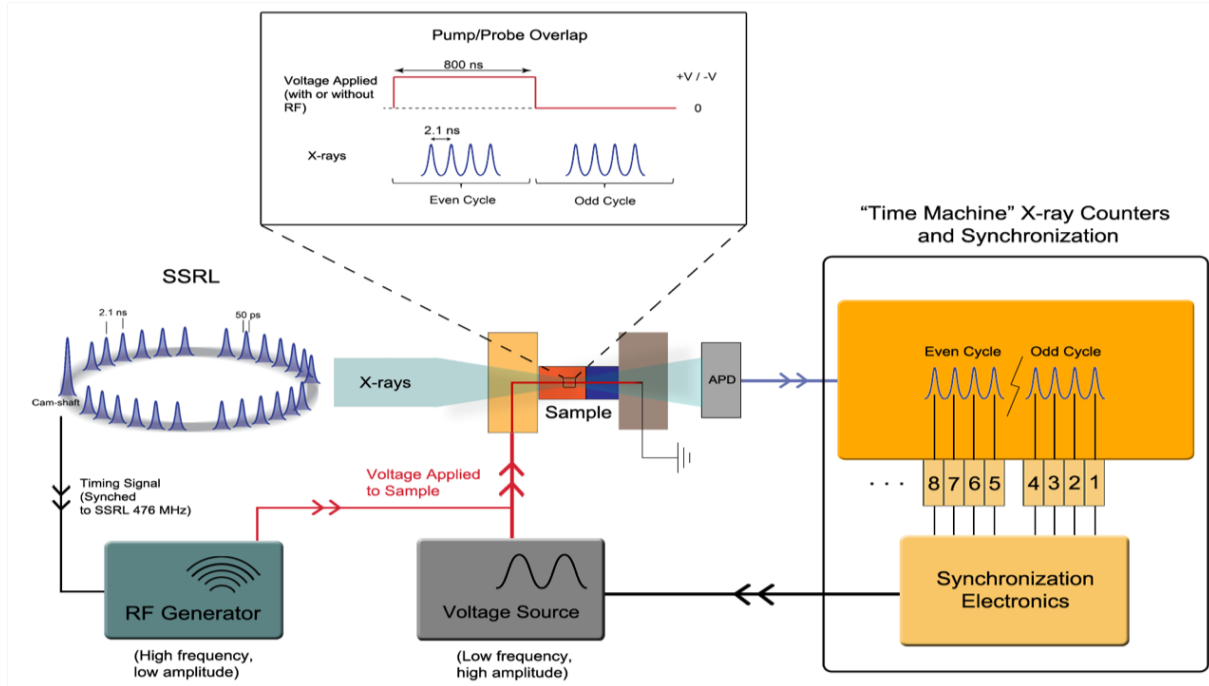 Pump/Probe Overlap
800 ns
Voltage Applied
(with or without
RF)
+V / -V
0
2.1 ns
X-rays
Even Cycle
Odd Cycle
“Time Machine” X-ray Counters
and Synchronization
SSRL
2.1 ns
50 ps
Cam-shaft
X-rays
Sample
APD
Even Cycle
Odd Cycle
Timing Signal
(Synched
to SSRL 476 MHz)
Voltage Applied
to Sample
. . . 8 7 6 5 4 3 2 1
RF Generator
(High frequency,
low amplitude)
Voltage Source
(Low frequency,
high amplitude)
Synchronization
Electronics